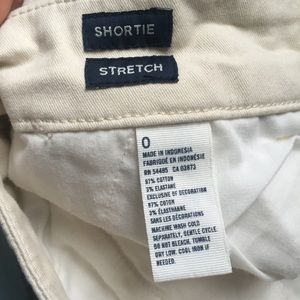 SHORTIE
STRETCH
0
MADE IN INDONESIA
FABRIQUÉ EN INDONÉSIE
RN 54485 CA 03873
97% COTTON
3% ELASTANE
EXCLUSIVE OF DECORATION
97% COTON
3% ÉLASTHANNE
SANS LES DÉCORATIONS
MACHINE WASH COLD
SEPARATELY, GENTLE CYCLE.
DO NOT BLEACH. TUMBLE
DRY LOW. COOL IRON IF
NEEDED.